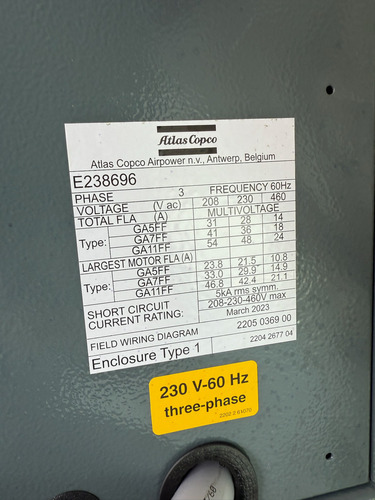 Atlas Copco
Atlas Copco Airpower n.v., Antwerp, Belgium
E238696
PHASE 3 FREQUENCY 60Hz
VOLTAGE (V ac) 208 230 460
TOTAL FLA (A) MULTIVOLTAGE
Type: GA5FF 31 28 14
GA7FF 41 36 18
GA11FF 54 48 24
LARGEST MOTOR FLA (A)
Type: GA5FF 23.8 21.5 10.8
GA7FF 33.0 29.9 14.9
GA11FF 46.8 42.4 21.1
SHORT CIRCUIT 5kA rms symm.
CURRENT RATING: 208-230-460V max
March 2023
FIELD WIRING DIAGRAM 2205 0369 00
Enclosure Type 1 2204 2677 04
230 V-60 Hz
three-phase